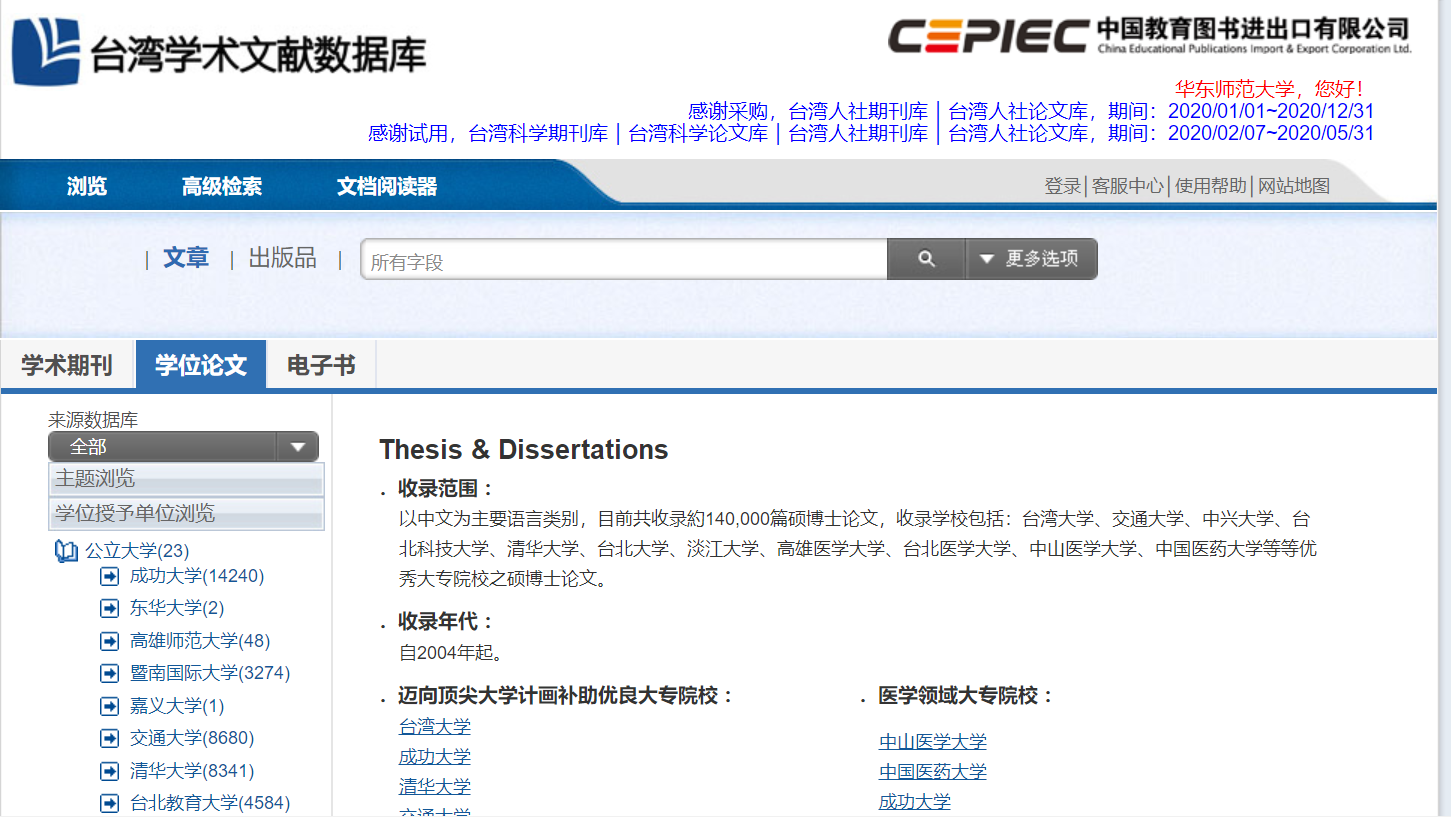 台湾学术文献数据库
CEPIEC 中国教育图书进出口有限公司
China Educational Publications Import & Export Corporation Ltd.
华东师范大学，您好！
感谢采购，台湾人社期刊库│台湾人社论文库，期间：2020/01/01~2020/12/31
感谢试用，台湾科学期刊库│台湾科学论文库│台湾人社期刊库│台湾人社论文库，期间：2020/02/07~2020/05/31
浏览 高级检索 文档阅读器
登录│客服中心│使用帮助│网站地图
| 文章 | 出版品 | 所有字段 更多选项
学术期刊 学位论文 电子书
来源数据库
全部
主题浏览
学位授予单位浏览
公立大学(23)
成功大学(14240)
东华大学(2)
高雄师范大学(48)
暨南国际大学(3274)
嘉义大学(1)
交通大学(8680)
清华大学(8341)
台北教育大学(4584)
Thesis & Dissertations
．收录范围：
以中文为主要语言类别，目前共收录約140,000篇硕博士论文，收录学校包括：台湾大学、交通大学、中兴大学、台
北科技大学、清华大学、台北大学、淡江大学、高雄医学大学、台北医学大学、中山医学大学、中国医药大学等等优
秀大专院校之硕博士论文。
．收录年代：
自2004年起。
．迈向顶尖大学计画补助优良大专院校：
台湾大学
成功大学
清华大学
交通大学
．医学领域大专院校：
中山医学大学
中国医药大学
成功大学